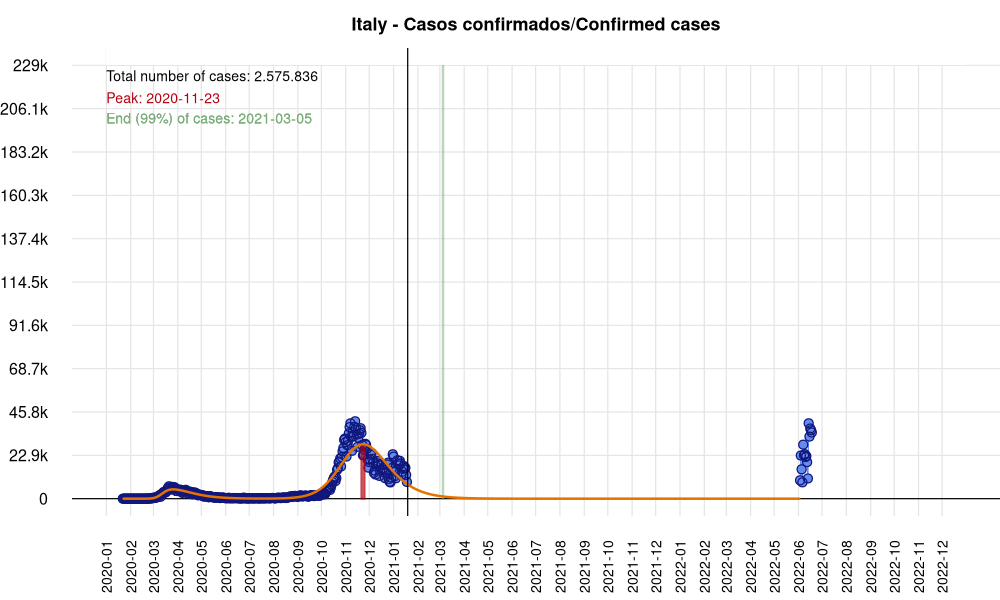 Italy - Casos confirmados/Confirmed cases
229k
206.1k
183.2k
160.3k
137.4k
114.5k
91.6k
68.7k
45.8k
22.9k
0
Total number of cases: 2.575.836
Peak: 2020-11-23
End (99%) of cases: 2021-03-05
2020-01
2020-02
2020-03
2020-04
2020-05
2020-06
2020-07
2020-08
2020-09
2020-10
2020-11
2020-12
2021-01
2021-03
2021-04
2021-06
2021-06
2021-07
2021-08
2021-09
2021-10
2021-11
2021-12
2022-01
2022-02
2022-03
2022-04
2022-05
2022-06
2022-07
2022-08
2022-09
2022-10
2022-11
2022-12